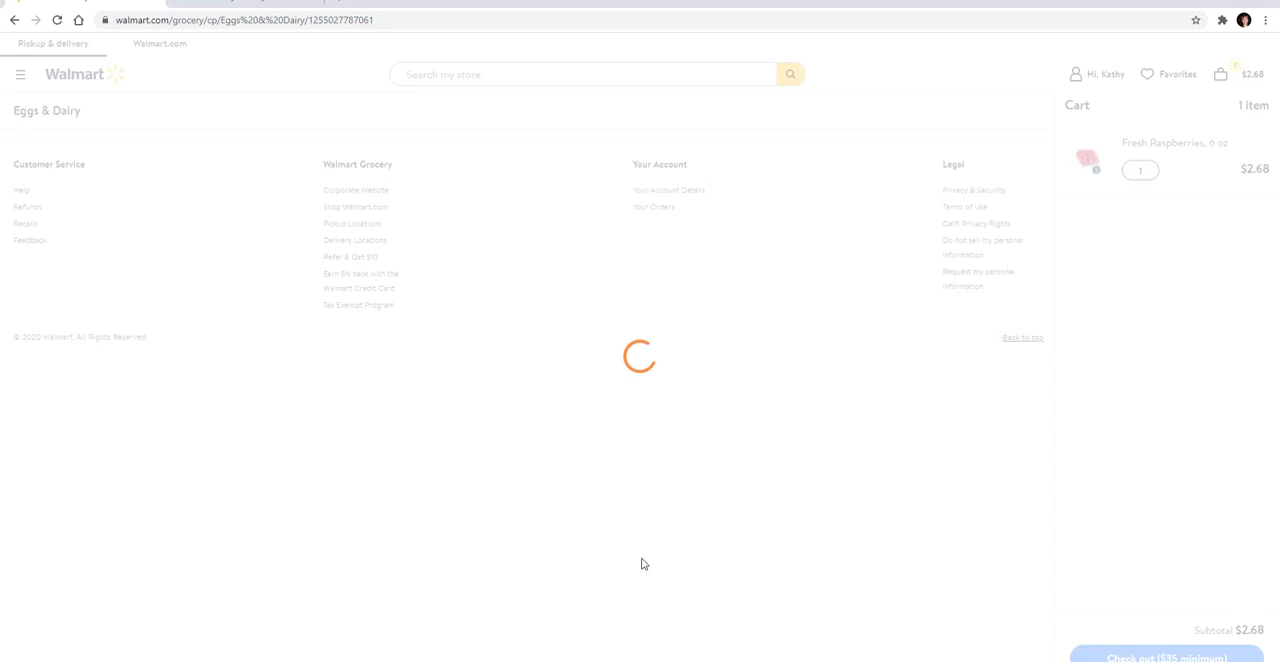 walmart.com/grocery/cp/Eggs%20&%20Dairy/1255027787061
Pickup & delivery
Walmart.com
Walmart
Search my store
Hi, Kathy
Favorites
1
$2.68
Eggs & Dairy
Cart
1 item
Fresh Raspberries, 6 oz
1
$2.68
Customer Service
Help
Refunds
Recalls
Feedback
Walmart Grocery
Corporate Website
Shop Walmart.com
Pickup Locations
Delivery Locations
Refer & Get $10
Earn 5% back with the
Walmart Credit Card
Tax Exempt Program
Your Account
Your Account Details
Your Orders
Legal
Privacy & Security
Terms of Use
Calif. Privacy Rights
Do not sell my personal
information
Request my personal
information
© 2020 Walmart. All Rights Reserved.
Back to top
Subtotal $2.68
Check out ($35 minimum)